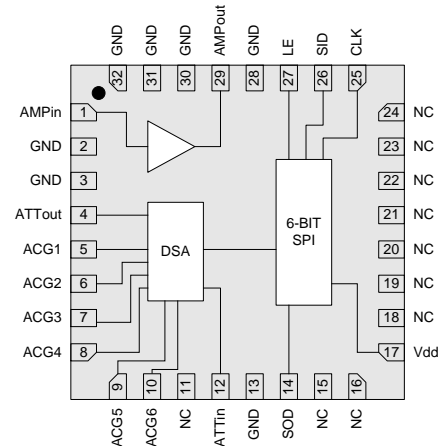 GND
GND
GND
AMPout
GND
LE
SID
CLK
32
31
30
29
28
27
26
25
AMPin 1
GND 2
GND 3
ATTout 4
ACG1 5
ACG2 6
ACG3 7
ACG4 8
DSA
6-BIT
SPI
24 NC
23 NC
22 NC
21 NC
20 NC
19 NC
18 NC
17 Vdd
9
10
11
12
13
14
15
16
ACG5
ACG6
NC
ATTin
GND
SOD
NC
NC